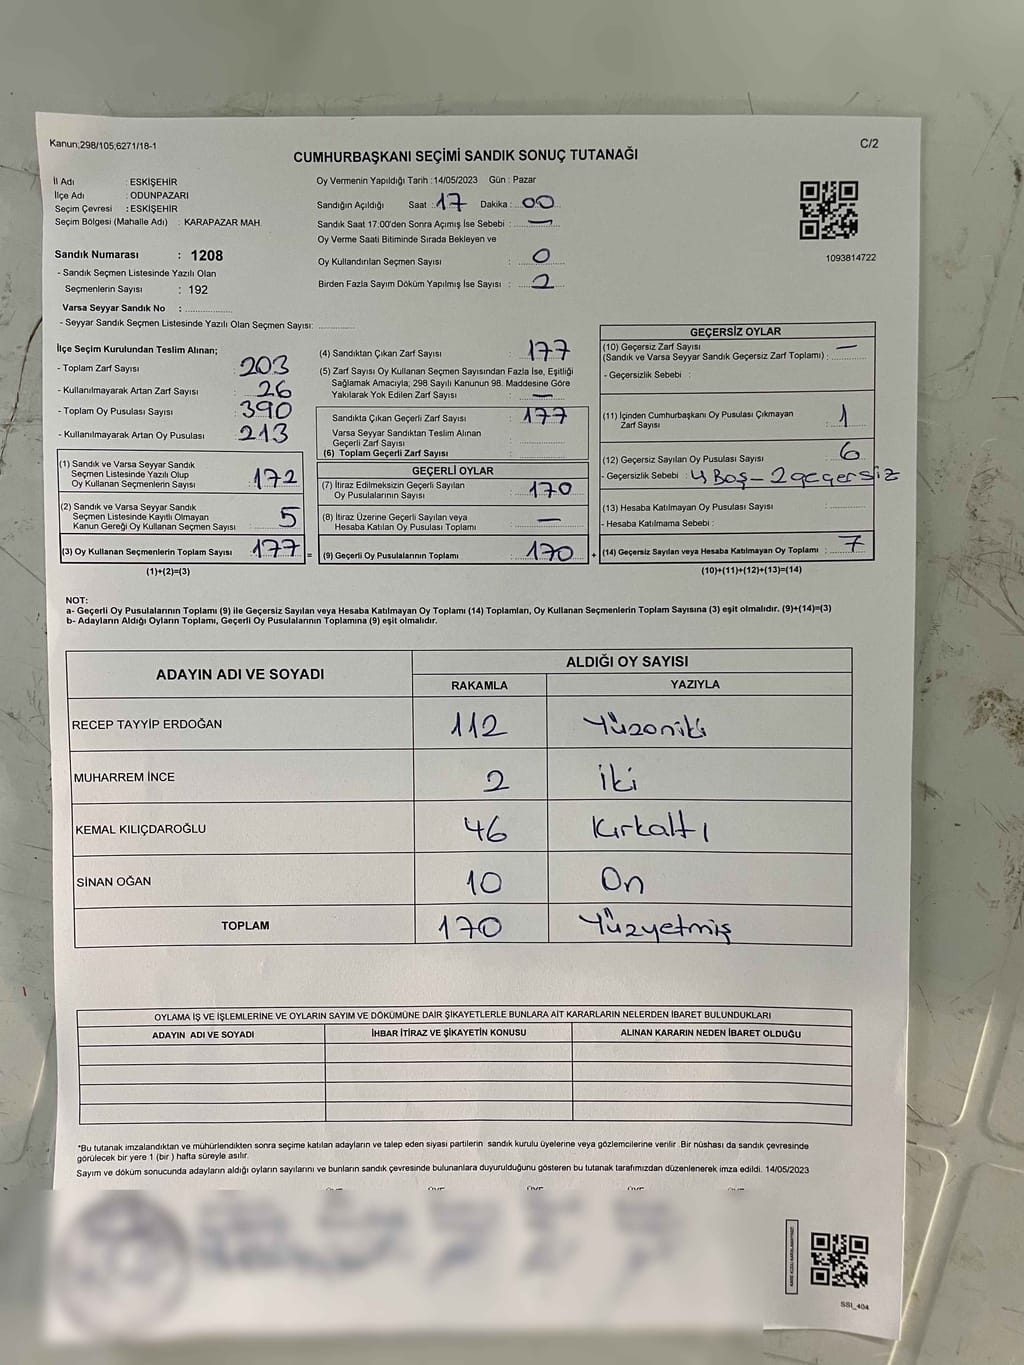 Kanun;298/105,6271/18-1
C/2
CUMHURBAŞKANI SEÇİMİ SANDIK SONUÇ TUTANAĞI
İl Adı : ESKİŞEHİR
İlçe Adı : ODUNPAZARI
Seçim Çevresi : ESKİŞEHİR
Seçim Bölgesi (Mahalle Adı) : KARAPAZAR MAH.
Sandık Numarası : 1208
- Sandık Seçmen Listesinde Yazılı Olan
Seçmenlerin Sayısı : 192
Varsa Seyyar Sandık No :
- Seyyar Sandık Seçmen Listesinde Yazılı Olan Seçmen Sayısı:
Oy Vermenin Yapıldığı Tarih :14/05/2023 Gün : Pazar
Sandığın Açıldığı Saat : 17 Dakika : 00
Sandık Saat 17:00'den Sonra Açımış İse Sebebi : —
Oy Verme Saati Bitiminde Sırada Bekleyen ve
Oy Kullandırılan Seçmen Sayısı : 0
Birden Fazla Sayım Döküm Yapılmış İse Sayısı : 2
1093814722
İlçe Seçim Kurulundan Teslim Alınan;
- Toplam Zarf Sayısı : 203
- Kullanılmayarak Artan Zarf Sayısı : 26
- Toplam Oy Pusulası Sayısı : 390
- Kullanılmayarak Artan Oy Pusulası : 213
(1) Sandık ve Varsa Seyyar Sandık
Seçmen Listesinde Yazılı Olup
Oy Kullanan Seçmenlerin Sayısı : 172
(2) Sandık ve Varsa Seyyar Sandık
Seçmen Listesinde Kayıtlı Olmayan
Kanun Gereği Oy Kullanan Seçmen Sayısı : 5
(3) Oy Kullanan Seçmenlerin Toplam Sayısı : 177 =
(1)+(2)=(3)
(4) Sandıktan Çıkan Zarf Sayısı : 177
(5) Zarf Sayısı Oy Kullanan Seçmen Sayısından Fazla İse, Eşitliği
Sağlamak Amacıyla, 298 Sayılı Kanunun 98. Maddesine Göre
Yakılarak Yok Edilen Zarf Sayısı : —
Sandıkta Çıkan Geçerli Zarf Sayısı : 177
Varsa Seyyar Sandıktan Teslim Alınan
Geçerli Zarf Sayısı :
(6) Toplam Geçerli Zarf Sayısı :
GEÇERLİ OYLAR
(7) İtiraz Edilmeksizin Geçerli Sayılan
Oy Pusulalarının Sayısı : 170
(8) İtiraz Üzerine Geçerli Sayılan veya
Hesaba Katılan Oy Pusulası Toplamı : —
(9) Geçerli Oy Pusulalarının Toplamı : 170 +
GEÇERSİZ OYLAR
(10) Geçersiz Zarf Sayısı —
(Sandık ve Varsa Seyyar Sandık Geçersiz Zarf Toplamı) :
- Geçersizlik Sebebi :
(11) İçinden Cumhurbaşkanı Oy Pusulası Çıkmayan
Zarf Sayısı : 1
(12) Geçersiz Sayılan Oy Pusulası Sayısı : 6
- Geçersizlik Sebebi : 4 Boş - 2 geçersiz
(13) Hesaba Katılmayan Oy Pusulası Sayısı :
- Hesaba Katılmama Sebebi :
(14) Geçersiz Sayılan veya Hesaba Katılmayan Oy Toplamı : 7
(10)+(11)+(12)+(13)=(14)
NOT:
a- Geçerli Oy Pusulalarının Toplamı (9) ile Geçersiz Sayılan veya Hesaba Katılmayan Oy Toplamı (14) Toplamları, Oy Kullanan Seçmenlerin Toplam Sayısına (3) eşit olmalıdır. (9)+(14)=(3)
b- Adayların Aldığı Oyların Toplamı, Geçerli Oy Pusulalarının Toplamına (9) eşit olmalıdır.
ADAYIN ADI VE SOYADI
ALDIĞI OY SAYISI
RAKAMLA YAZIYLA
RECEP TAYYİP ERDOĞAN 112 Yüzoniki
MUHARREM İNCE 2 İki
KEMAL KILIÇDAROĞLU 46 Kırkaltı
SİNAN OĞAN 10 On
TOPLAM 170 Yüzyetmiş
OYLAMA İŞ VE İŞLEMLERİNE VE OYLARIN SAYIM VE DÖKÜMÜNE DAİR ŞİKAYETLERLE BUNLARA AİT KARARLARIN NELERDEN İBARET BULUNDUKLARI
ADAYIN ADI VE SOYADI İHBAR İTİRAZ VE ŞİKAYETİN KONUSU ALINAN KARARIN NEDEN İBARET OLDUĞU
*Bu tutanak imzalandıktan ve mühürlendikten sonra seçime katılan adayların ve talep eden siyasi partilerin sandık kurulu üyelerine veya gözlemcilerine verilir .Bir nüshası da sandık çevresinde
görülecek bir yere 1 (bir ) hafta süreyle asılır.
Sayım ve döküm sonucunda adayların aldığı oyların sayılarını ve bunların sandık çevresinde bulunanlara duyurulduğunu gösteren bu tutanak tarafımızdan düzenlenerek imza edildi. 14/05/2023
SSI_404